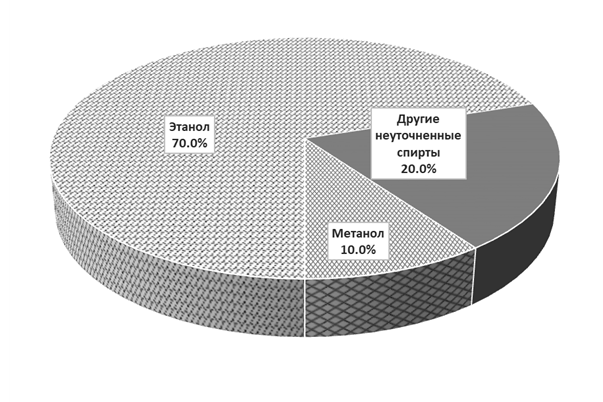 Этанол
70.0%
Другие
неуточненные
спирты
20.0%
Метанол
10.0%